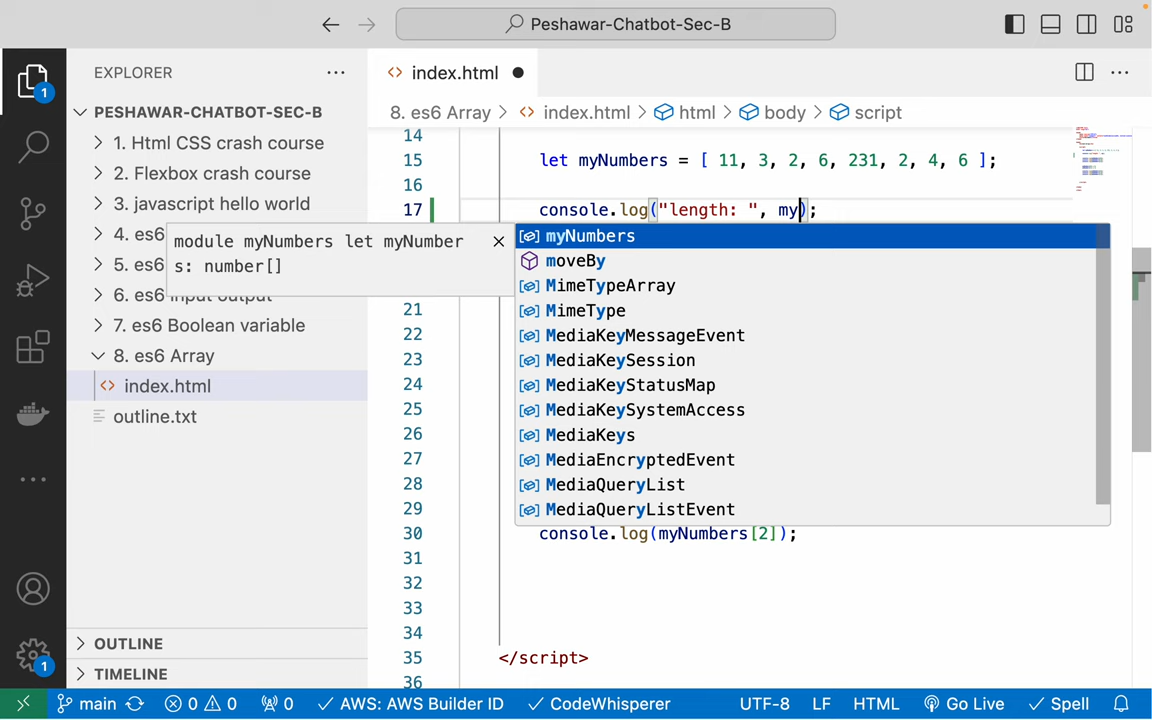 Peshawar-Chatbot-Sec-B
EXPLORER
PESHAWAR-CHATBOT-SEC-B
1. Html CSS crash course
2. Flexbox crash course
3. javascript hello world
4. es6
5. es6
6. es6
7. es6 Boolean variable
8. es6 Array
index.html
outline.txt
OUTLINE
TIMELINE
1
1
module myNumbers let myNumber
s: number[]
index.html
8. es6 Array > index.html > html > body > script
14
15 let myNumbers = [ 11, 3, 2, 6, 231, 2, 4, 6 ];
16
17 console.log("length: ", my);
myNumbers
moveBy
MimeTypeArray
MimeType
MediaKeyMessageEvent
MediaKeySession
MediaKeyStatusMap
MediaKeySystemAccess
MediaKeys
MediaEncryptedEvent
MediaQueryList
MediaQueryListEvent
21
22
23
24
25
26
27
28
29
30 console.log(myNumbers[2]);
31
32
33
34
35 </script>
36
main 0 0 0 AWS: AWS Builder ID CodeWhisperer UTF-8 LF HTML Go Live Spell